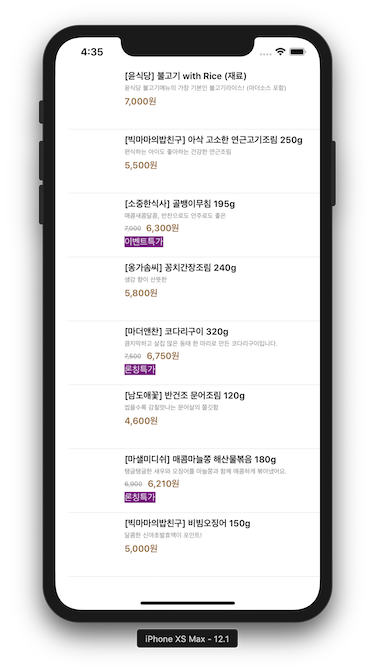 4:35
[윤식당] 불고기 with Rice (재료)
윤식당 불고기메뉴의 가장 기본인 불고기라이스! (마더소스 포함)
7,000원
[빅마마의밥친구] 아삭 고소한 연근고기조림 250g
편식하는 아이도 좋아하는 건강한 연근조림
5,500원
[소중한식사] 골뱅이무침 195g
매콤새콤달콤, 반찬으로도 안주로도 좋은
7,000 6,300원
이벤트특가
[옹가솜씨] 꽁치간장조림 240g
생강 향이 산뜻한
5,800원
[마더앤찬] 코다리구이 320g
큼지막하고 살집 많은 동태 한 마리로 만든 코다리구이입니다.
7,500 6,750원
론칭특가
[남도애꽃] 반건조 문어조림 120g
씹을수록 감칠맛나는 문어살의 쫄깃함
4,600원
[마샐미디쉬] 매콤마늘쫑 해산물볶음 180g
탱글탱글한 새우와 오징어를 마늘쫑과 함께 매콤하게 볶아냈어요.
6,900 6,210원
론칭특가
[빅마마의밥친구] 비빔오징어 150g
달콤한 신야초발효액이 포인트!
5,000원
iPhone XS Max - 12.1